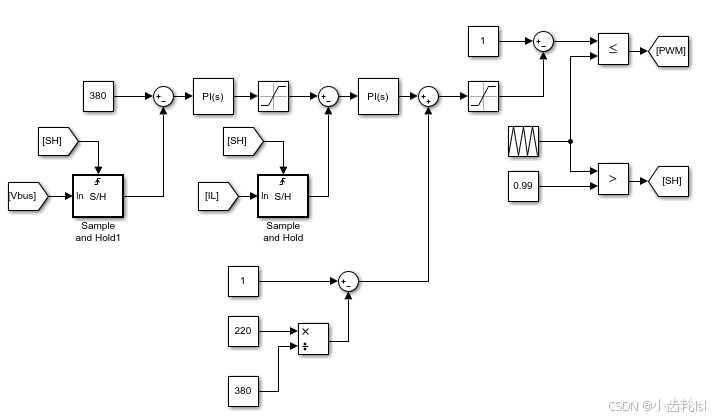 1
≤
[PWM]
380
PI(s)
PI(s)
[SH]
[SH]
[Vbus]
In S/H
[IL]
In S/H
0.99
>
[SH]
Sample
and Hold1
Sample
and Hold
1
220
×
÷
380
CSDN @小齿轮lsl